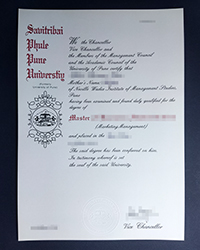 Savitribai
Phule
Pune
Universtiy
We the Chancellor
Vice Chancellor and
the Members of the Management Council
and the Academic Council of the
University of Pune certify that
Mother's Name
of Neville Wadia Institute of Management Studies,
Pune
having been examined and found duly qualified for the
degree of
Master
(Marketing Management)
and placed in the
in
The said degree has been conferred on him.
In testimony whereof is set
the seal of the said University.
Vice Chancellor